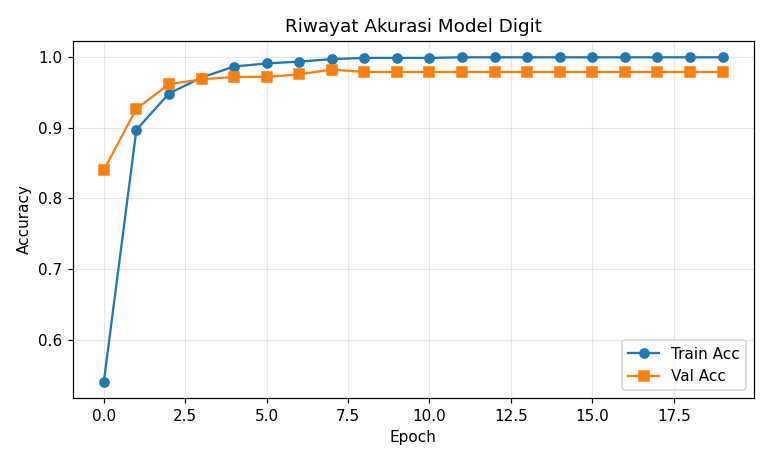 Riwayat Akurasi Model Digit
1.0
0.9
0.8
0.7
0.6
Accuracy
0.0 2.5 5.0 7.5 10.0 12.5 15.0 17.5
Epoch
Train Acc
Val Acc